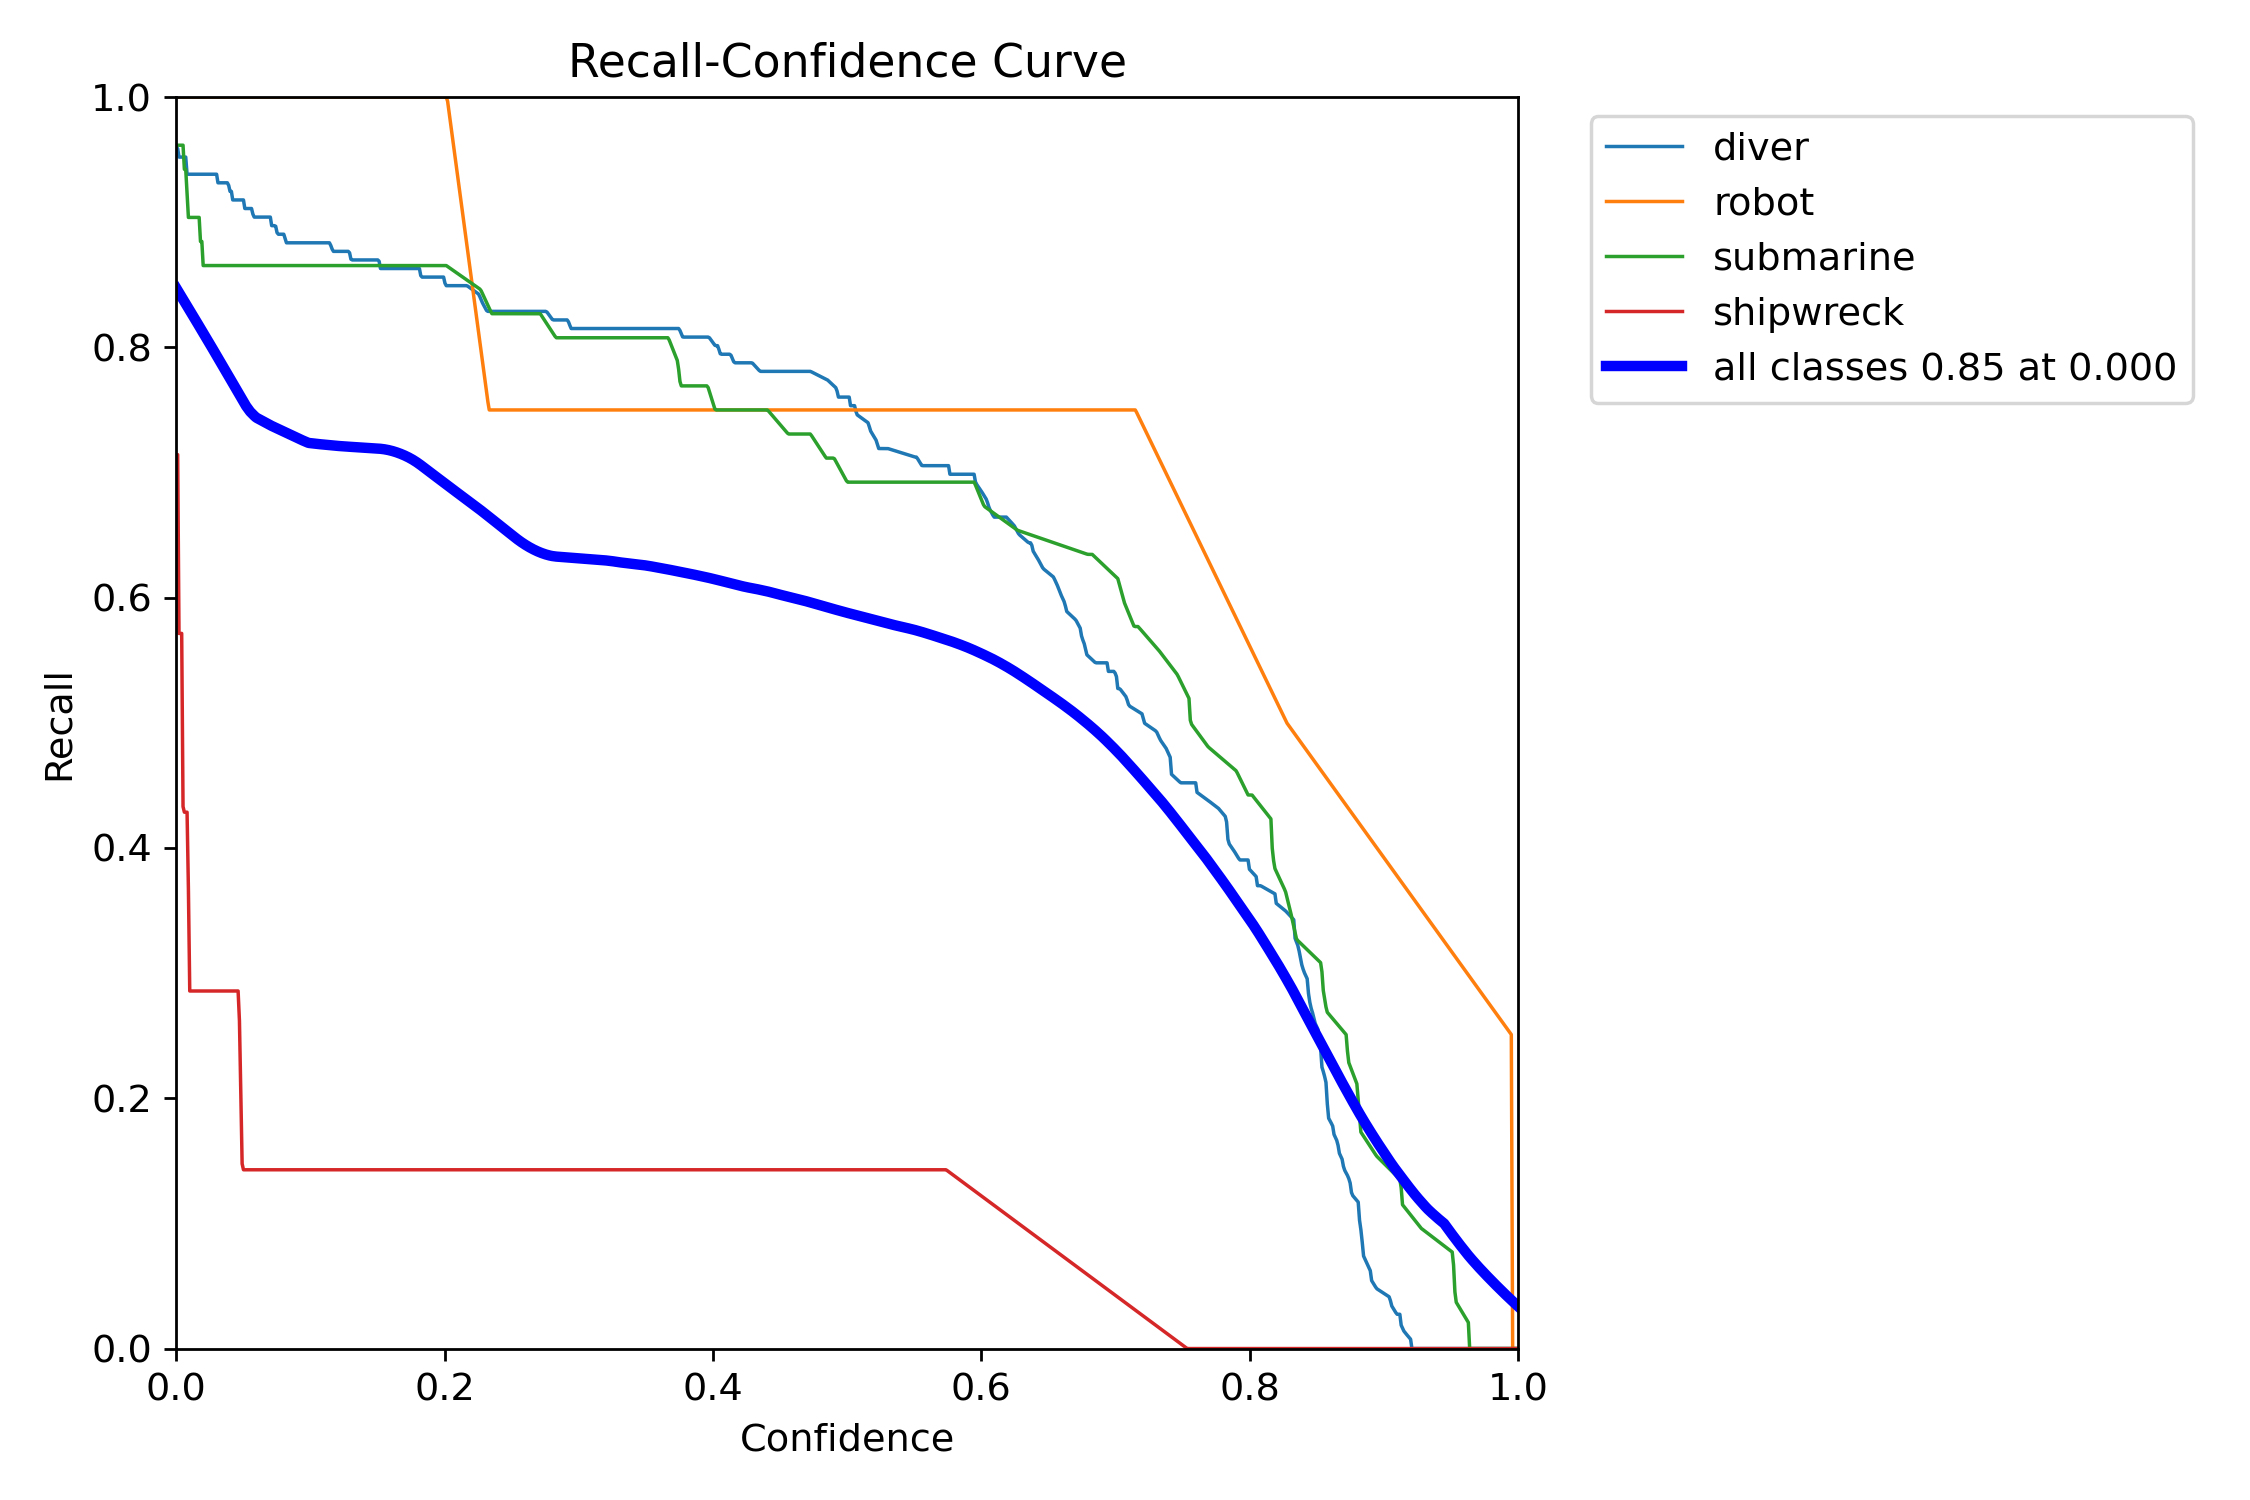 Recall-Confidence Curve
1.0
0.8
0.6
0.4
0.2
0.0
Recall
0.0 0.2 0.4 0.6 0.8 1.0
Confidence
diver
robot
submarine
shipwreck
all classes 0.85 at 0.000